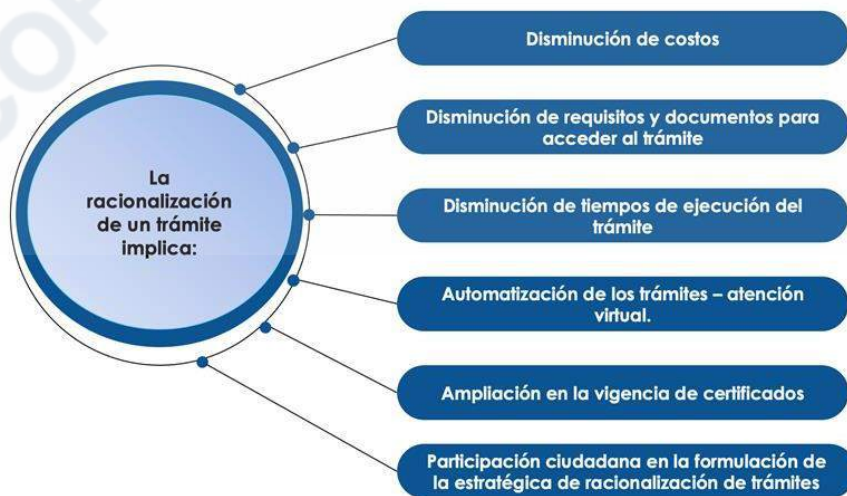 La
racionalización
de un trámite
implica:
Disminución de costos
Disminución de requisitos y documentos para
acceder al trámite
Disminución de tiempos de ejecución del
trámite
Automatización de los trámites – atención
virtual.
Ampliación en la vigencia de certificados
Participación ciudadana en la formulación de
la estratégica de racionalización de trámites